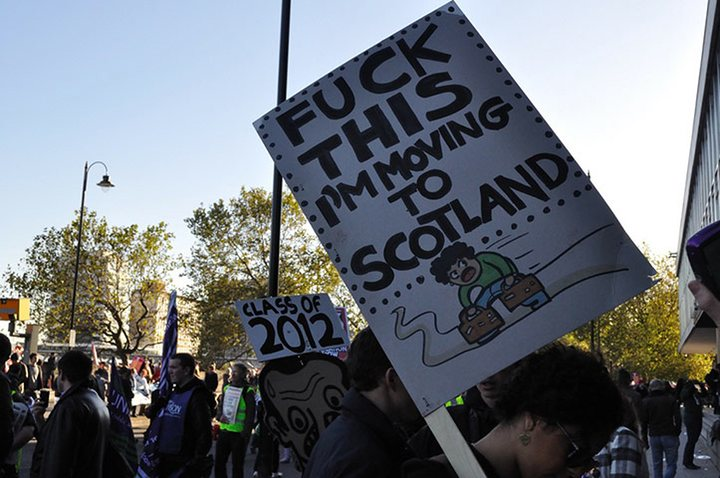 FUCK
THIS
I'M MOVING
TO
SCOTLAND
CLASS OF
2012